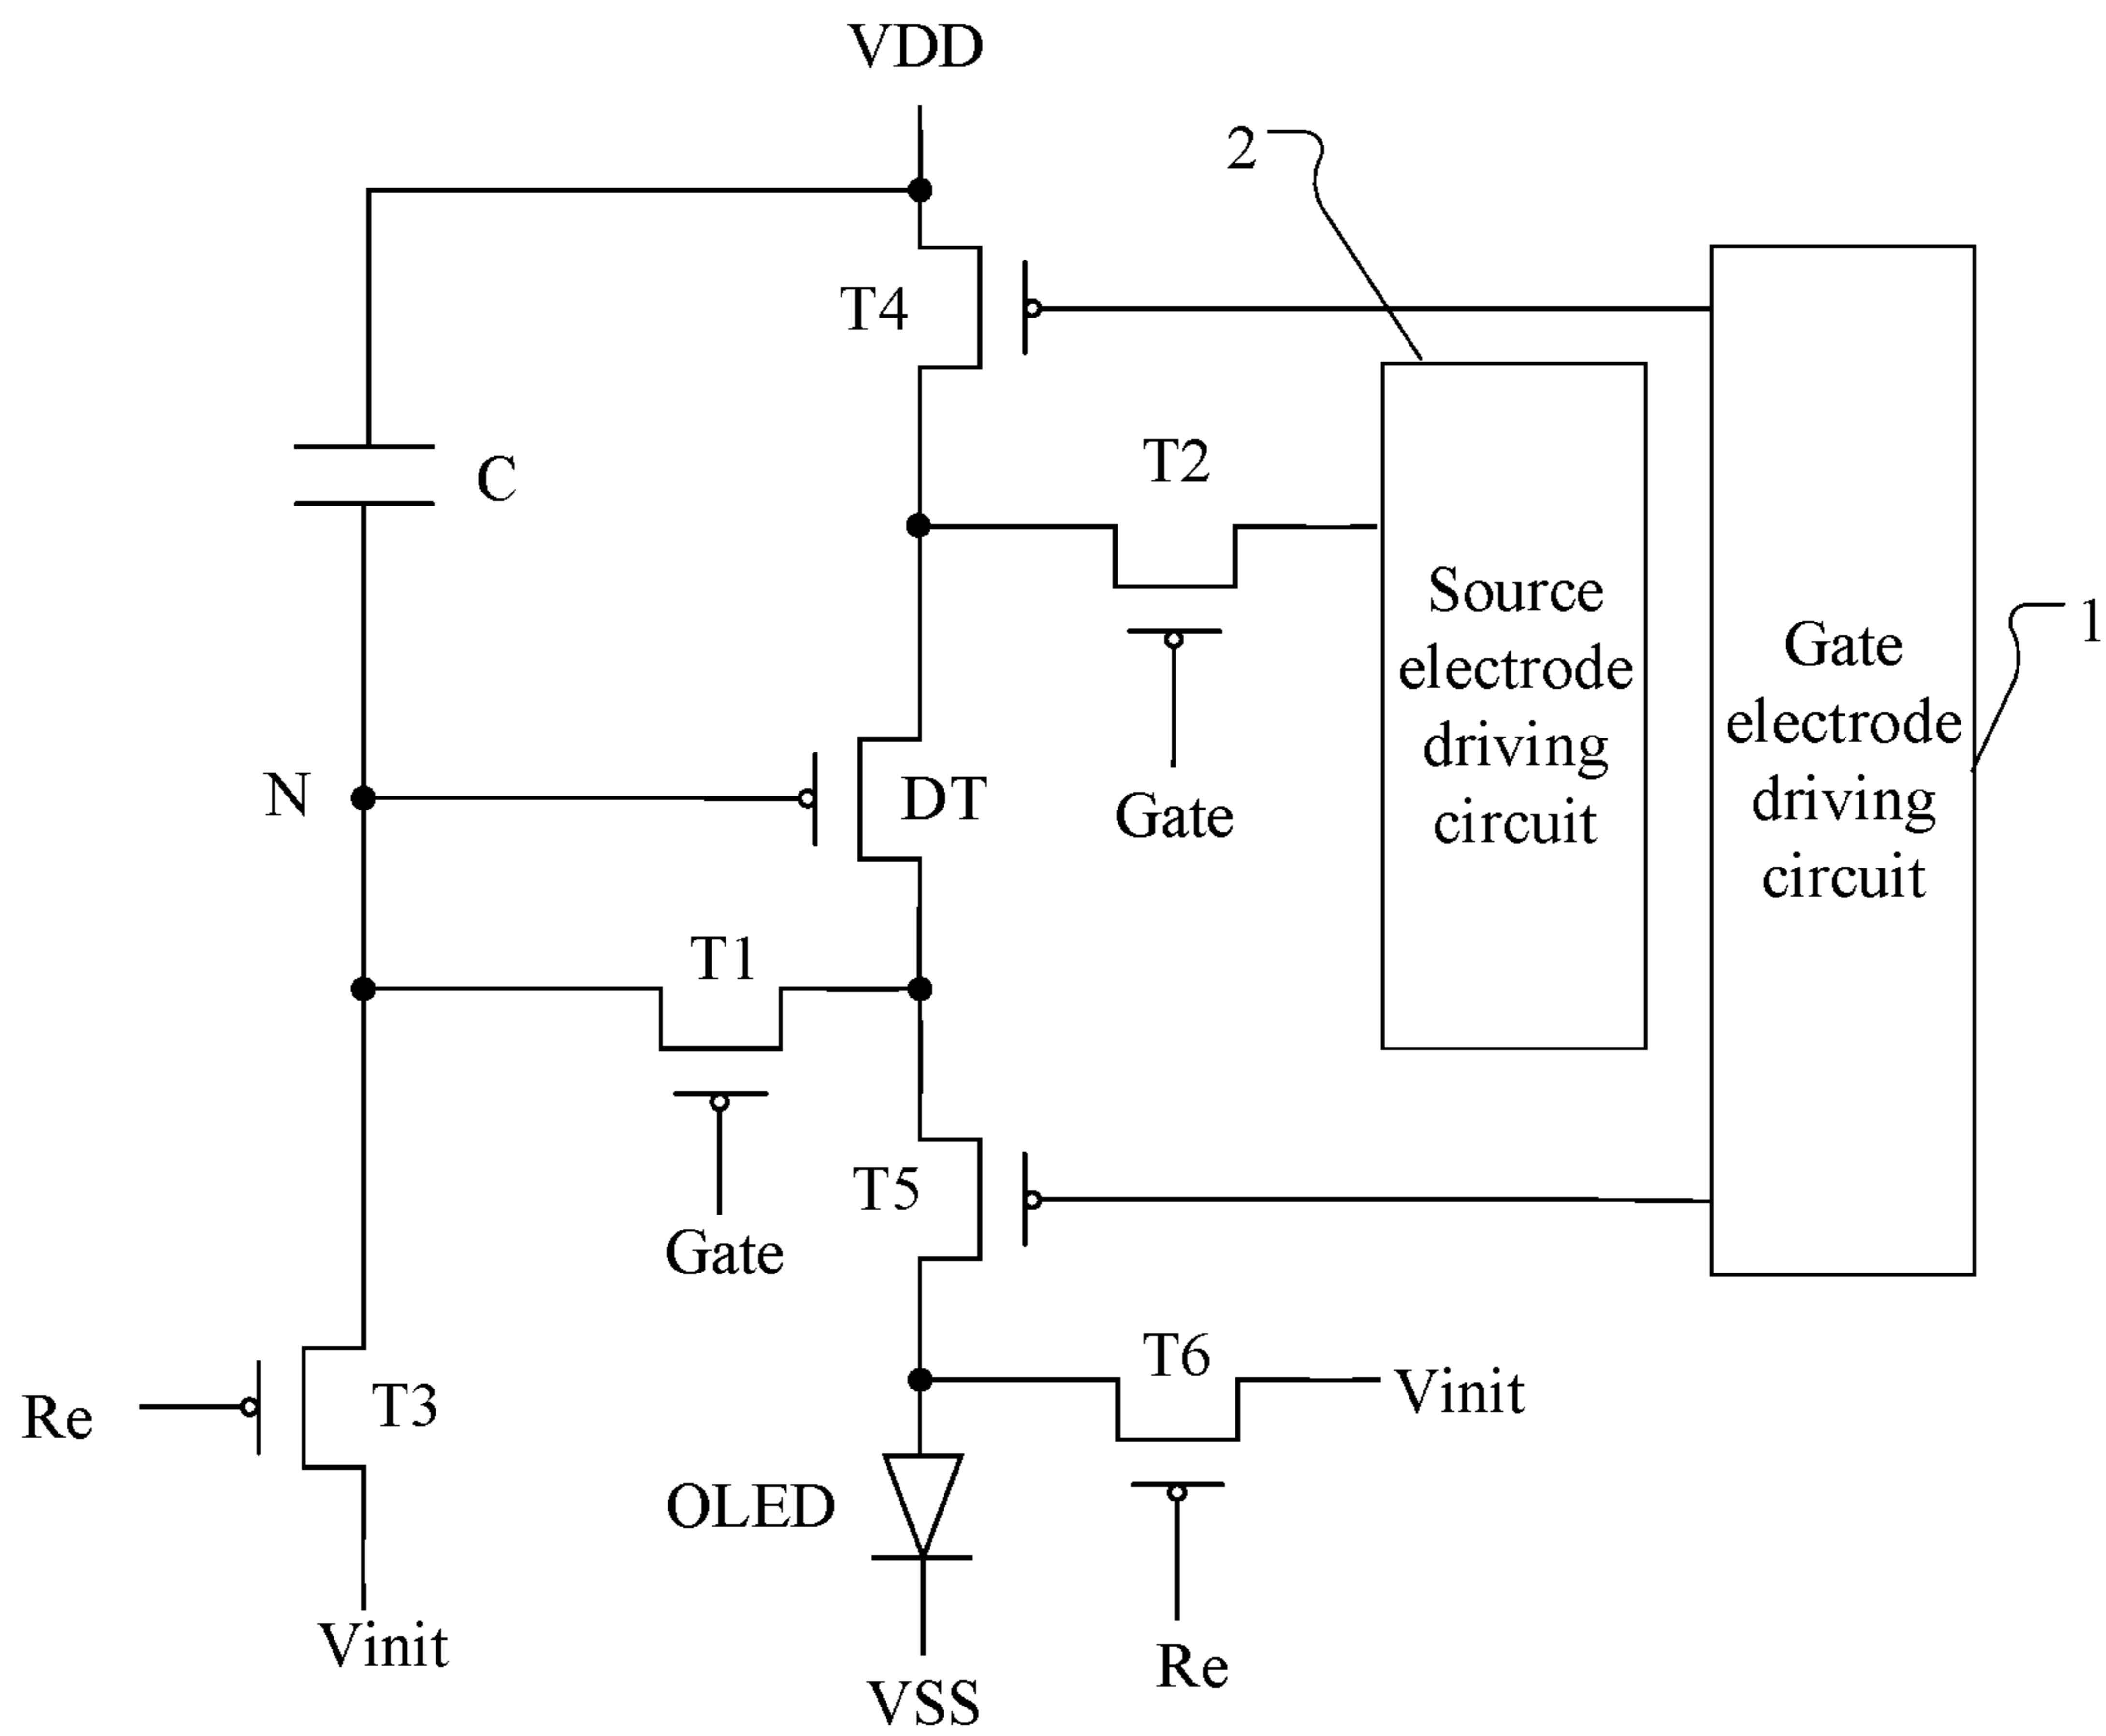 VDD
2
T4
T2
C
Source
electrode
driving
circuit
Gate
electrode
driving
circuit
1
N
DT
Gate
T1
T5
Gate
T6
Vinit
Re
T3
OLED
Vinit
Re
VSS